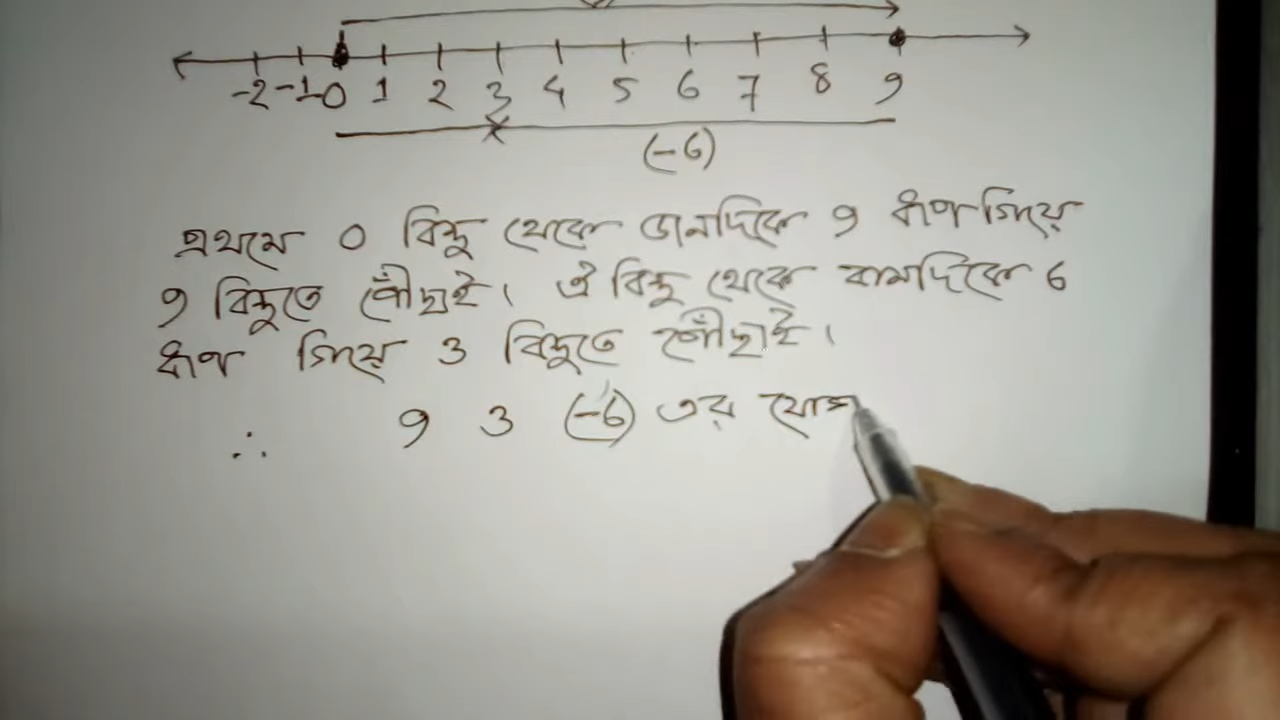 -2 -1 0 1 2 3 4 5 6 7 8 9
(-6)
প্রথমে 0 বিন্দু থেকে ডানদিকে 9 ধাপ গিয়ে
9 বিন্দুতে পৌঁছাই। ঐ বিন্দু থেকে বামদিকে 6
ধাপ গিয়ে 3 বিন্দুতে পৌঁছাই।
∴ 9 ও (-6) এর যোগ